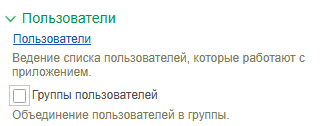 Пользователи
Пользователи
Ведение списка пользователей, которые работают с
приложением.
Группы пользователей
Объединение пользователей в группы.